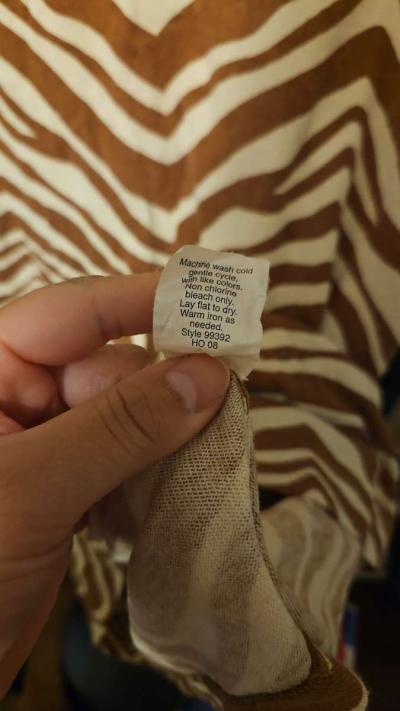 Machine wash cold
gentle cycle,
with like colors.
Non chlorine
bleach only.
Lay flat to dry.
Warm iron as
needed.
Style 99392
HO 08